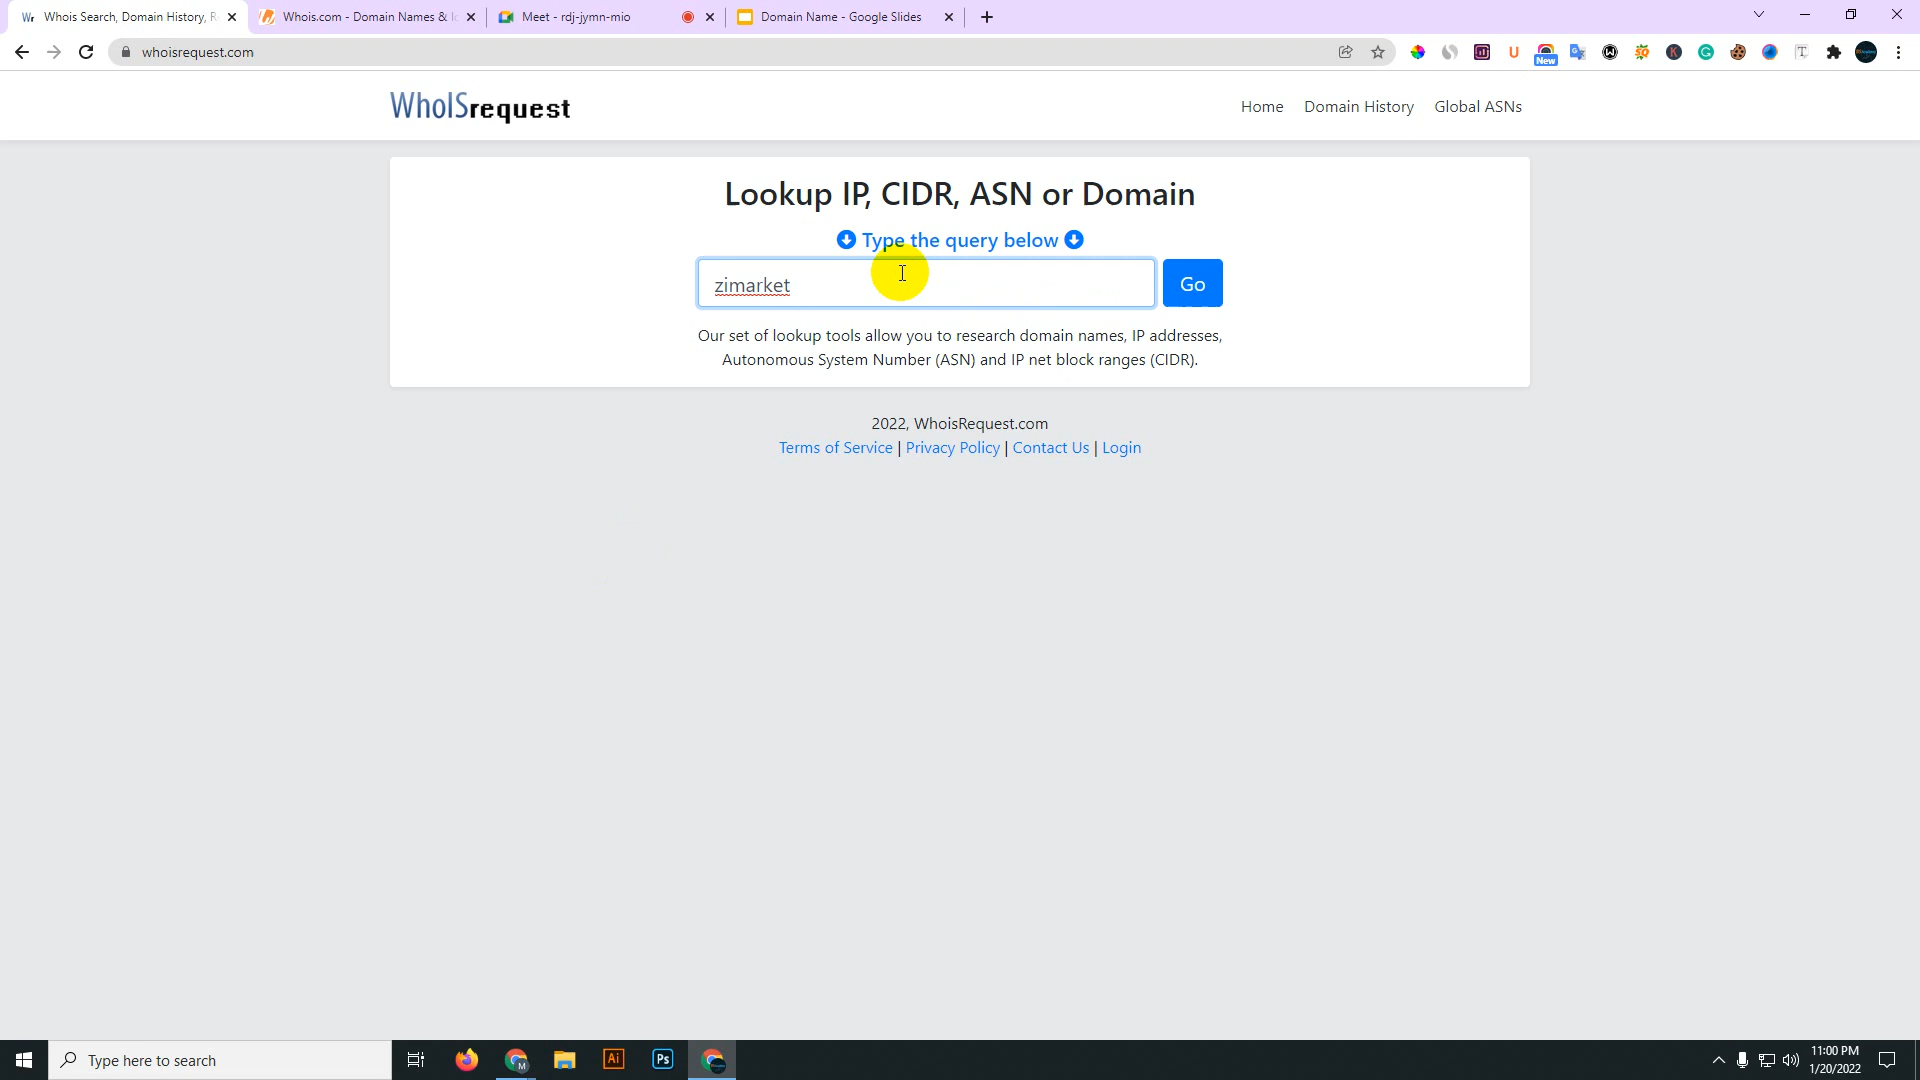 Whois Search, Domain History, R
Whois.com - Domain Names & Id
Meet - rdj-jymn-mio
Domain Name - Google Slides
whoisrequest.com
New
WhoISrequest
Home
Domain History
Global ASNs
Lookup IP, CIDR, ASN or Domain
Type the query below
zimarket
Go
Our set of lookup tools allow you to research domain names, IP addresses,
Autonomous System Number (ASN) and IP net block ranges (CIDR).
2022, WhoisRequest.com
Terms of Service | Privacy Policy | Contact Us | Login
Type here to search
Ai
Ps
11:00 PM
1/20/2022